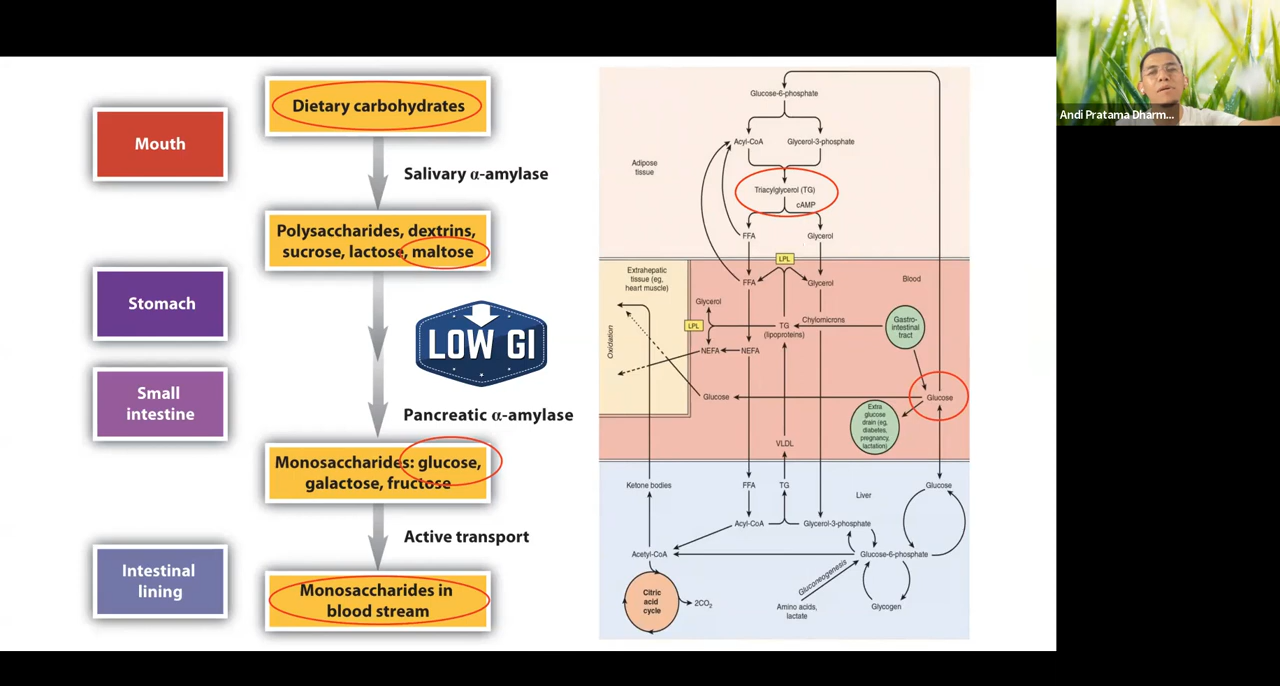 Dietary carbohydrates
Mouth
Salivary α-amylase
Polysaccharides, dextrins,
sucrose, lactose, maltose
Stomach
LOW GI
Small
intestine
Pancreatic α-amylase
Monosaccharides: glucose,
galactose, fructose
Active transport
Intestinal
lining
Monosaccharides in
blood stream
Glucose-6-phosphate
Acyl-CoA
Glycerol-3-phosphate
Adipose
tissue
Triacylglycerol (TG)
cAMP
FFA
Glycerol
LPL
Extrahepatic
tissue (eg,
heart muscle)
Blood
FFA
Glycerol
Glycerol
Chylomicrons
Gastro-
intestinal
tract
LPL
TG
(lipoproteins)
Oxidation
NEFA
NEFA
Glucose
Glucose
Extra
glucose
drain (eg,
diabetes,
pregnancy,
lactation)
VLDL
Ketone bodies
FFA
TG
Liver
Glucose
Acyl-CoA
Glycerol-3-phosphate
Acetyl-CoA
Glucose-6-phosphate
Gluconeogenesis
Citric
acid
cycle
2CO2
Amino acids,
lactate
Glycogen
Andi Pratama Dharm...